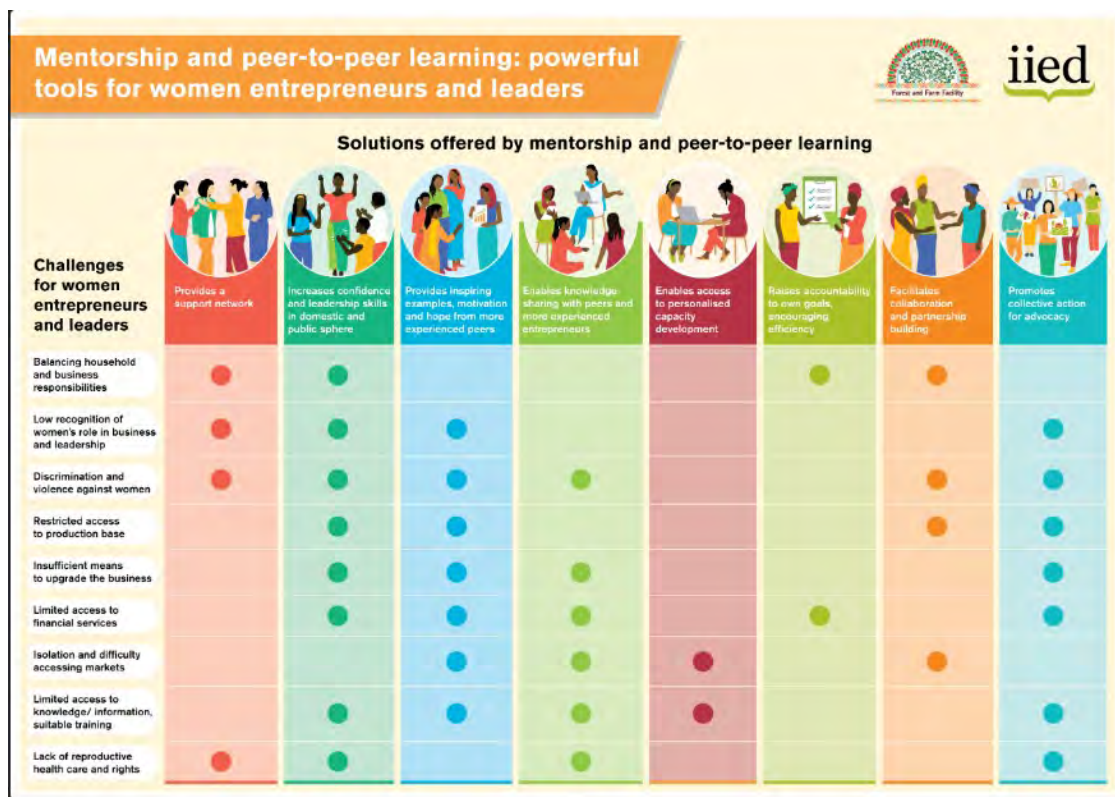 Mentorship and peer-to-peer learning: powerful
tools for women entrepreneurs and leaders
Forest and Farm Facility
iied
Solutions offered by mentorship and peer-to-peer learning
Challenges
for women
entrepreneurs
and leaders
Provides a
support network
Increases confidence
and leadership skills
in domestic and
public sphere
Provides inspiring
examples, motivation
and hope from more
experienced peers
Enables knowledge-
sharing with peers and
more experienced
entrepreneurs
Enables access
to personalised
capacity
development
Raises accountability
to own goals,
encouraging
efficiency
Facilitates
collaboration
and partnership
building
Promotes
collective action
for advocacy
Balancing household
and business
responsibilities
Low recognition of
women's role in business
and leadership
Discrimination and
violence against women
Restricted access
to production base
Insufficient means
to upgrade the business
Limited access to
financial services
Isolation and difficulty
accessing markets
Limited access to
knowledge/ information,
suitable training
Lack of reproductive
health care and rights